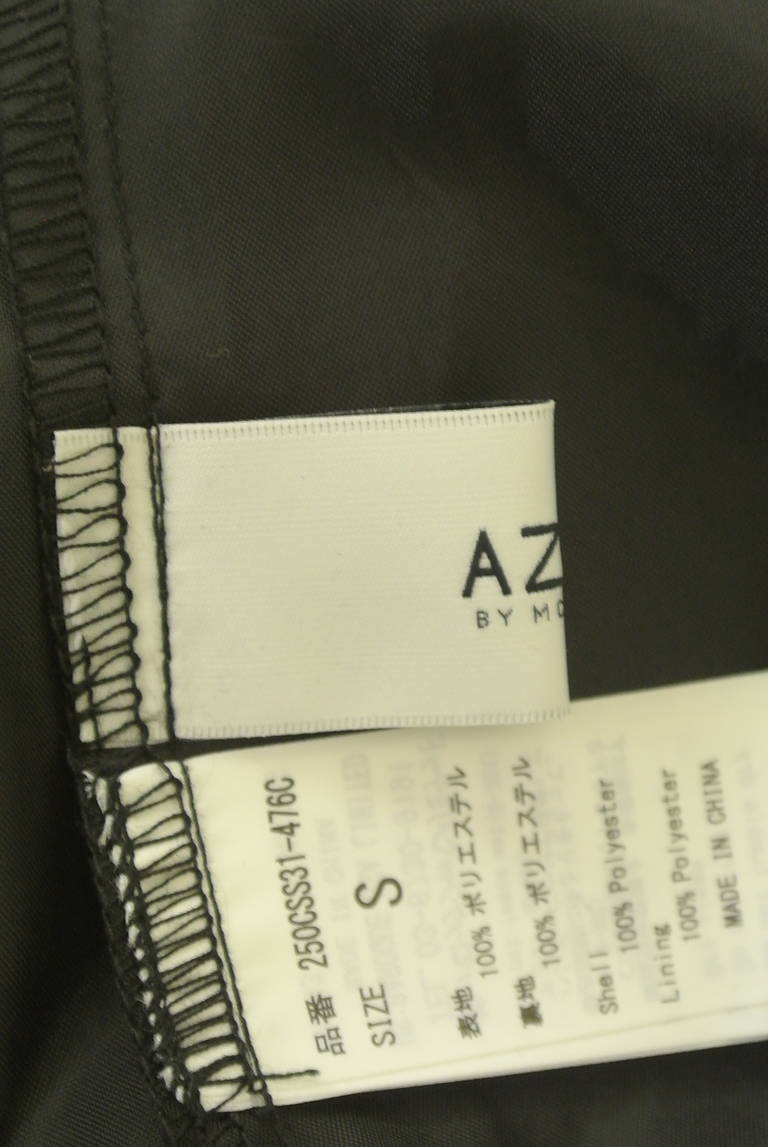 AZ
BY MO
品番 250CSS31-476C
SIZE S
表地 100% ポリエステル
裏地 100% ポリエステル
Shell
100% Polyester
Lining
100% Polyester
MADE IN CHINA